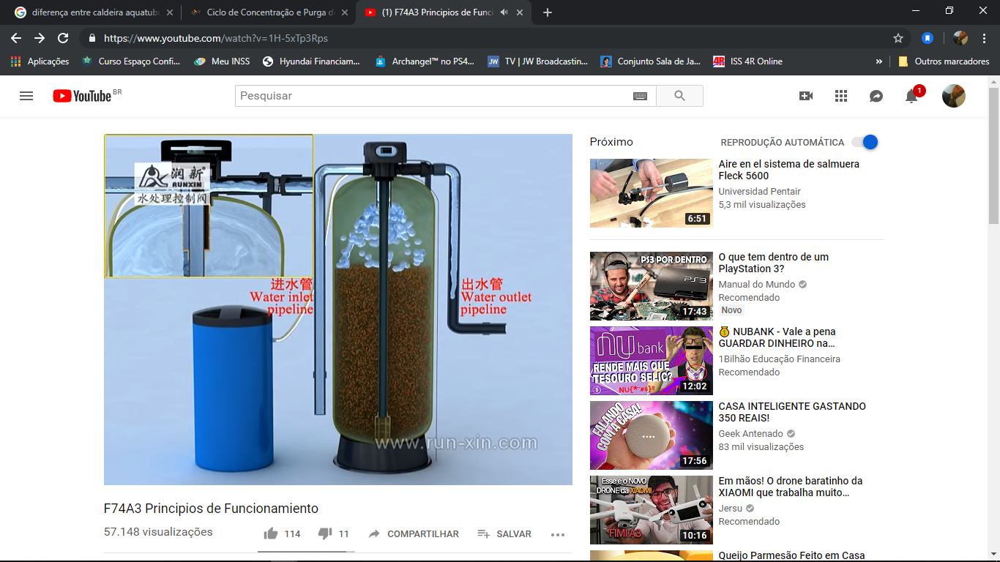 diferença entre caldeira aquatub
Ciclo de Concentração e Purga d
(1) F74A3 Principios de Funci
https://www.youtube.com/watch?v=1H-5xTp3Rps
Aplicações
Curso Espaço Confi...
Meu INSS
Hyundai Financiam...
Archangel™ no PS4...
JW
TV | JW Broadcastin...
Conjunto Sala de Ja...
4R
ISS 4R Online
»
Outros marcadores
YouTube BR
Pesquisar
1
润新
RUNXIN
水处理控制阀
进水管
Water inlet
pipeline
出水管
Water outlet
pipeline
www.run-xin.com
F74A3 Principios de Funcionamiento
57.148 visualizações
114
11
COMPARTILHAR
SALVAR
Próximo
REPRODUÇÃO AUTOMÁTICA
6:51
Aire en el sistema de salmuera
Fleck 5600
Universidad Pentair
5,3 mil visualizações
PS3 POR DENTRO
PS3
17:43
O que tem dentro de um
PlayStation 3?
Manual do Mundo
Recomendado
Novo
nu bank
RENDE MAIS QUE
TESOURO SELIC?
12:02
💰 NUBANK - Vale a pena
GUARDAR DINHEIRO na...
1Bilhão Educação Financeira
Recomendado
FALANDO
COM A CASA!
17:56
CASA INTELIGENTE GASTANDO
350 REAIS!
Geek Antenado
83 mil visualizações
Esse é o NOVO
DRONE da XIAOMI
FIMI A3
10:16
Em mãos! O drone baratinho da
XIAOMI que trabalha muito...
Jersu
Recomendado
Queijo Parmesão Feito em Casa